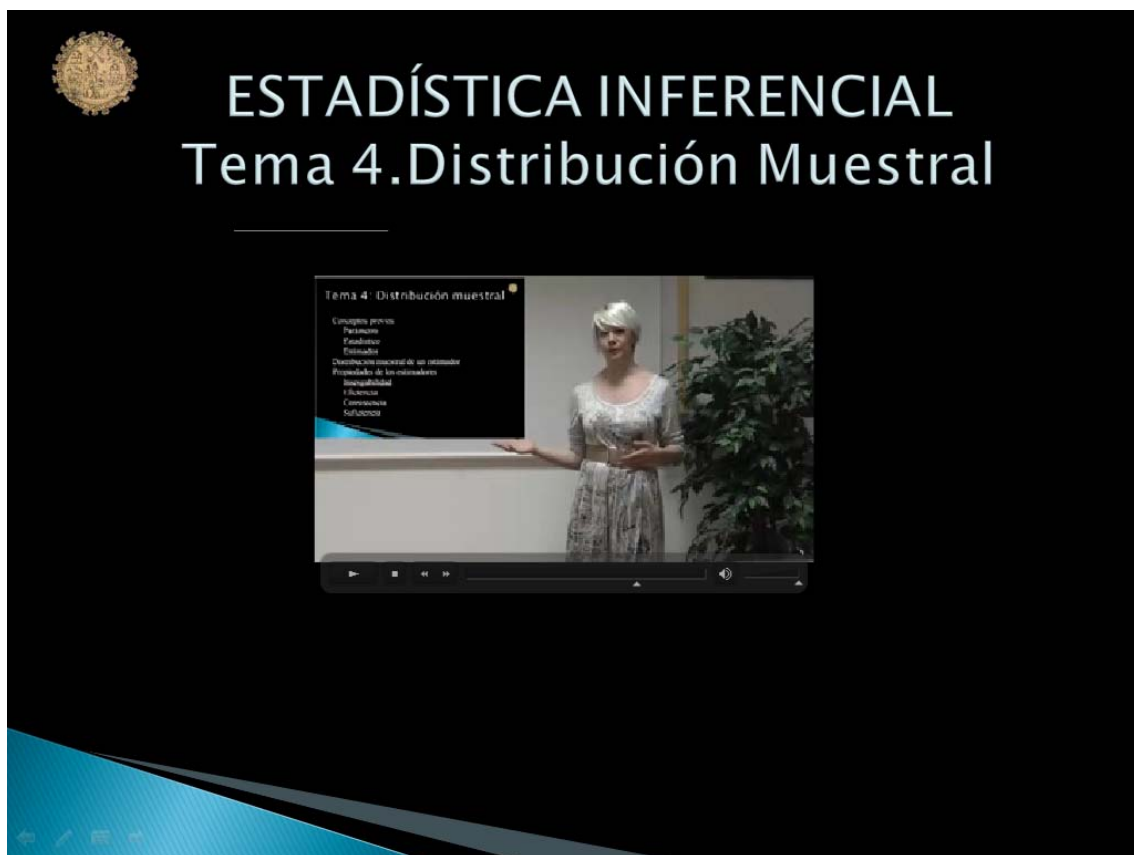 ESTADÍSTICA INFERENCIAL
Tema 4.Distribución Muestral
Tema 4: Distribución muestral
Conceptos previos
Parámetro
Estadístico
Estimador
Distribución muestral de un estimador
Propiedades de los estimadores
Insesgabilidad
Eficiencia
Consistencia
Suficiencia